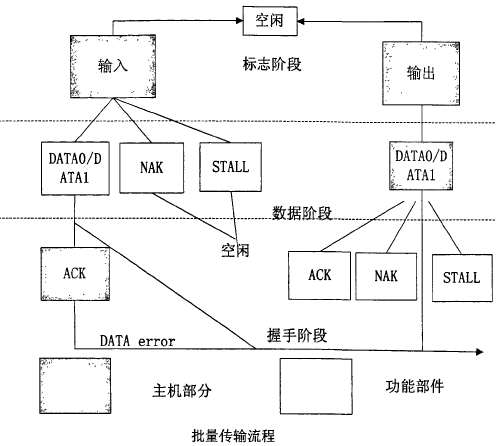 空闲
输入
标志阶段
输出
DATA0/D
ATA1
NAK
STALL
DATA0/D
ATA1
数据阶段
空闲
ACK
ACK
NAK
STALL
DATA error
握手阶段
主机部分
功能部件
批量传输流程